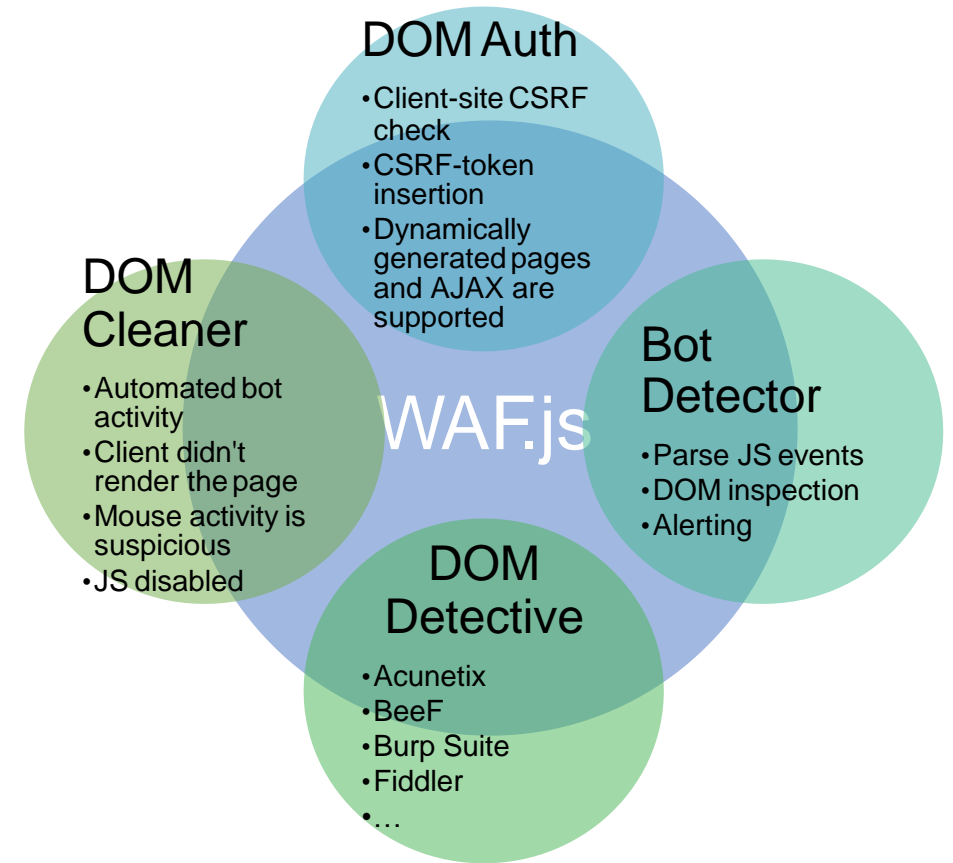 DOM Auth
•Client-site CSRF
check
•CSRF-token
insertion
•Dynamically
generated pages
and AJAX are
supported
DOM
Cleaner
•Automated bot
activity
•Client didn't
render the page
•Mouse activity is
suspicious
•JS disabled
WAF.js
Bot
Detector
•Parse JS events
•DOM inspection
•Alerting
DOM
Detective
•Acunetix
•BeeF
•Burp Suite
•Fiddler
•…